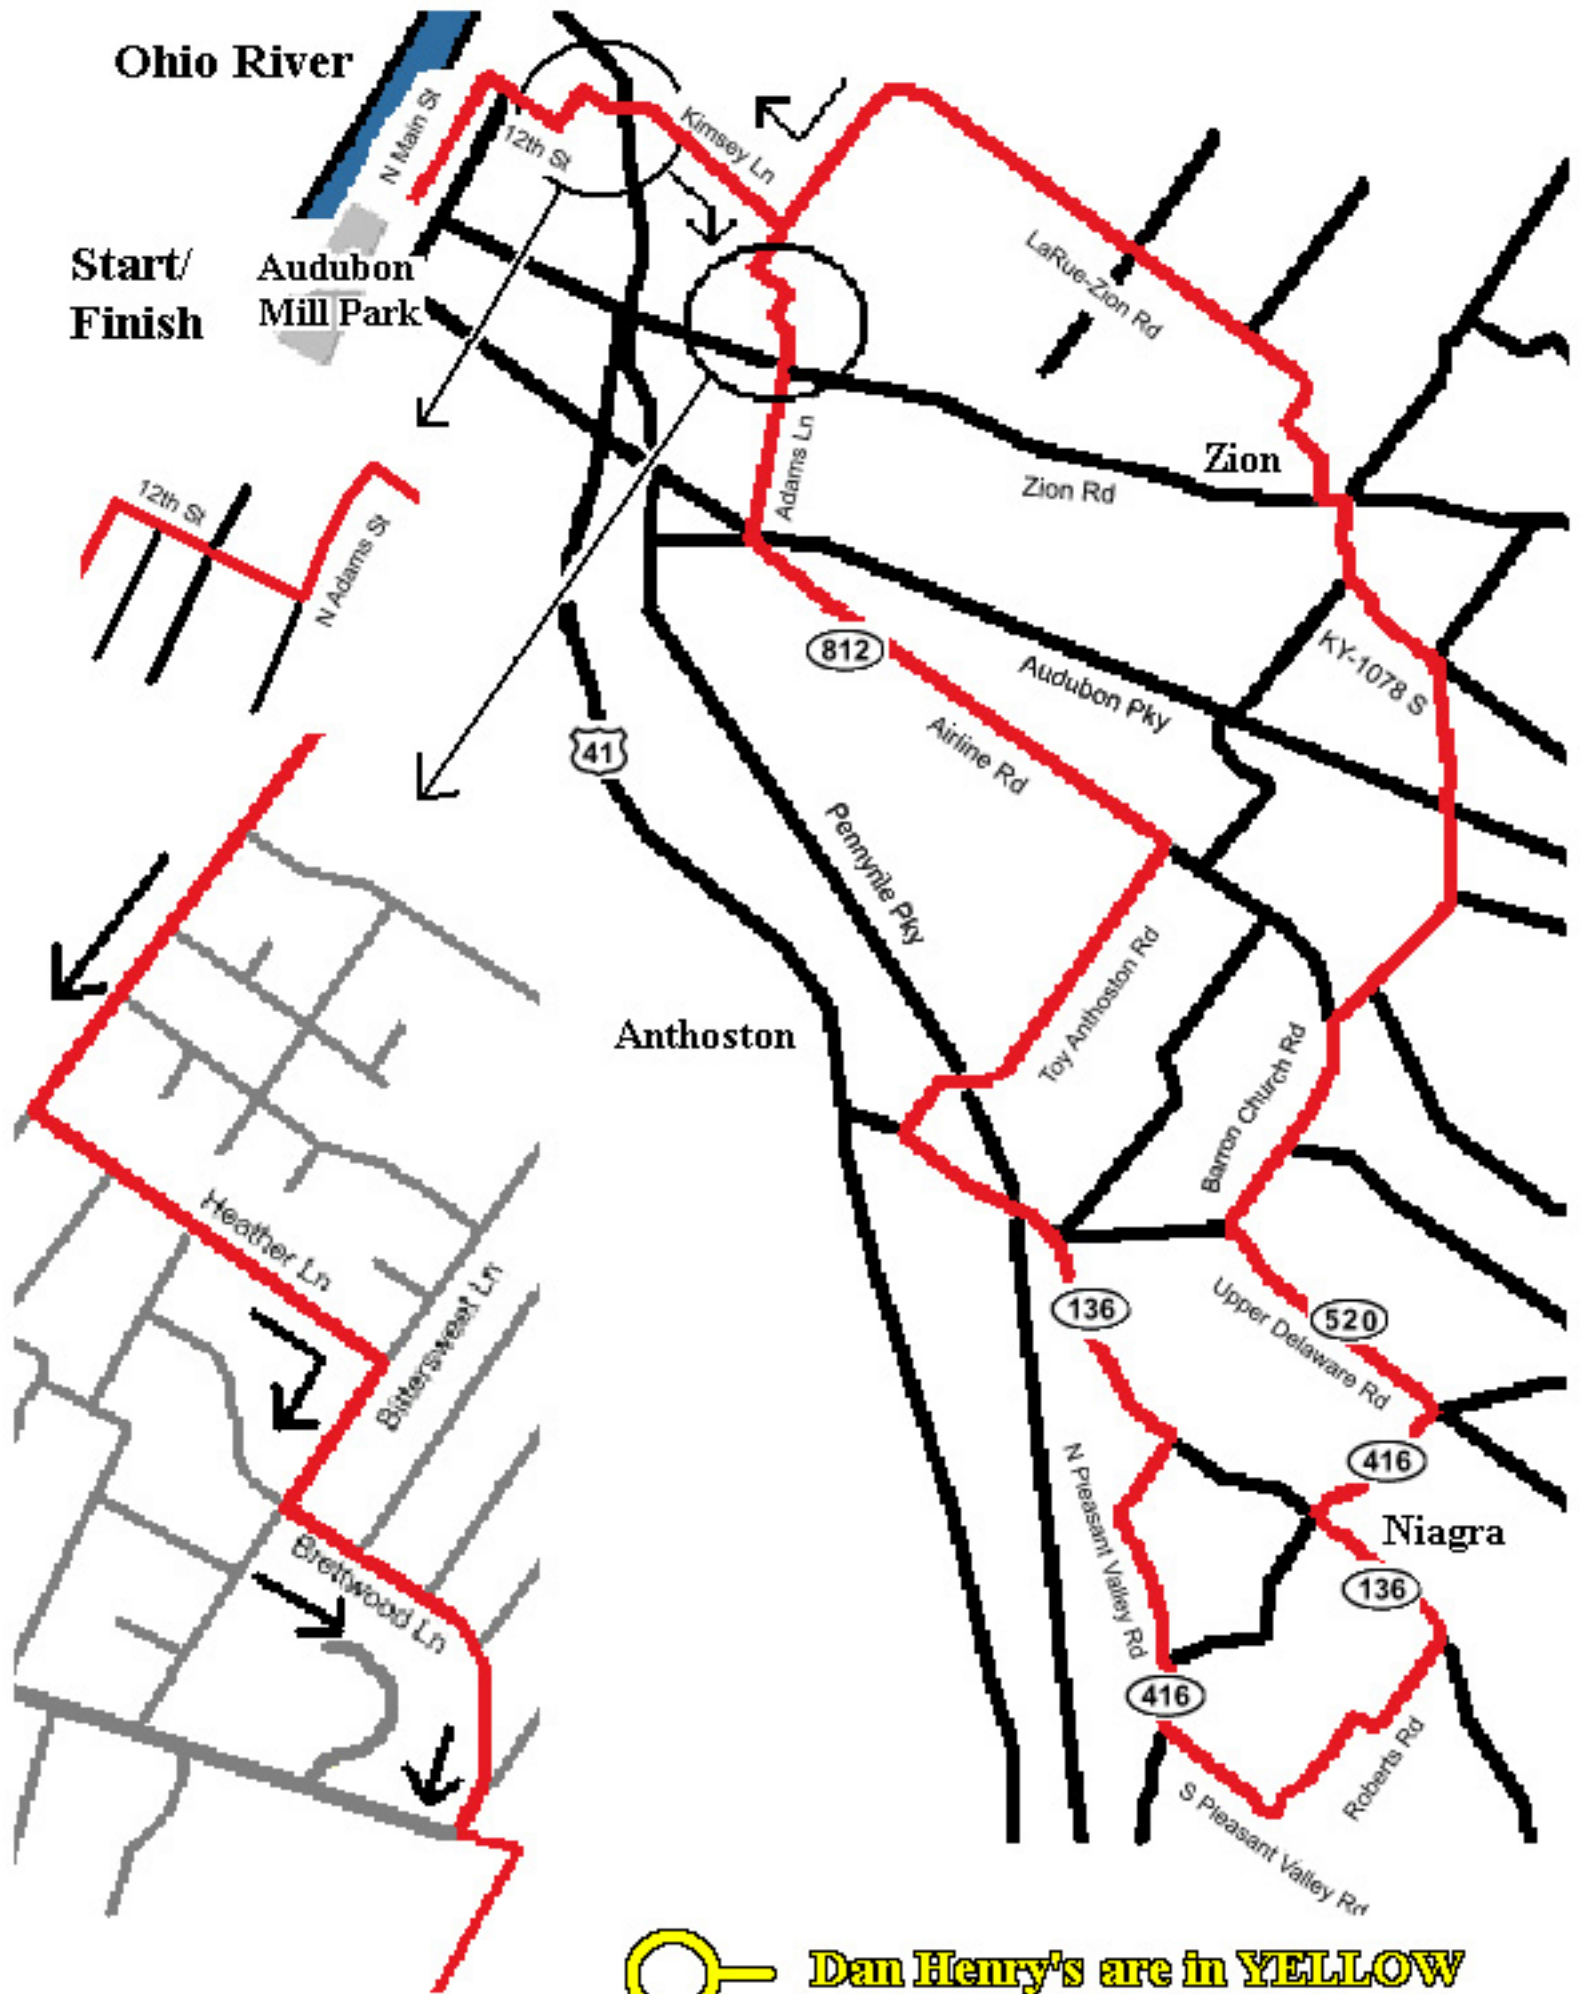 Ohio River
N Main St
12th St
Kimsey Ln
Start/
Finish
Audubon
Mill Park
LaRue-Zion Rd
Adams Ln
Zion
Zion Rd
12th St
N Adams St
812
Audubon Pky
KY-1078 S
Airline Rd
41
Pennyrile Pky
Toy Anthoston Rd
Anthoston
Barron Church Rd
Heather Ln
Bittersweet Ln
136
520
Upper Delaware Rd
416
N Pleasant Valley Rd
Niagra
136
Brettwood Ln
416
Roberts Rd
S Pleasant Valley Rd
Dan Henry's are in YELLOW